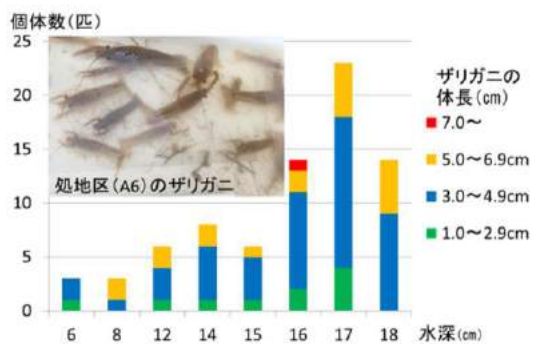 個体数(匹)
25
20
15
10
5
0
処地区(A6)のザリガニ
6 8 12 14 15 16 17 18 水深(cm)
ザリガニの
体長(cm)
7.0～
5.0～6.9cm
3.0～4.9cm
1.0～2.9cm